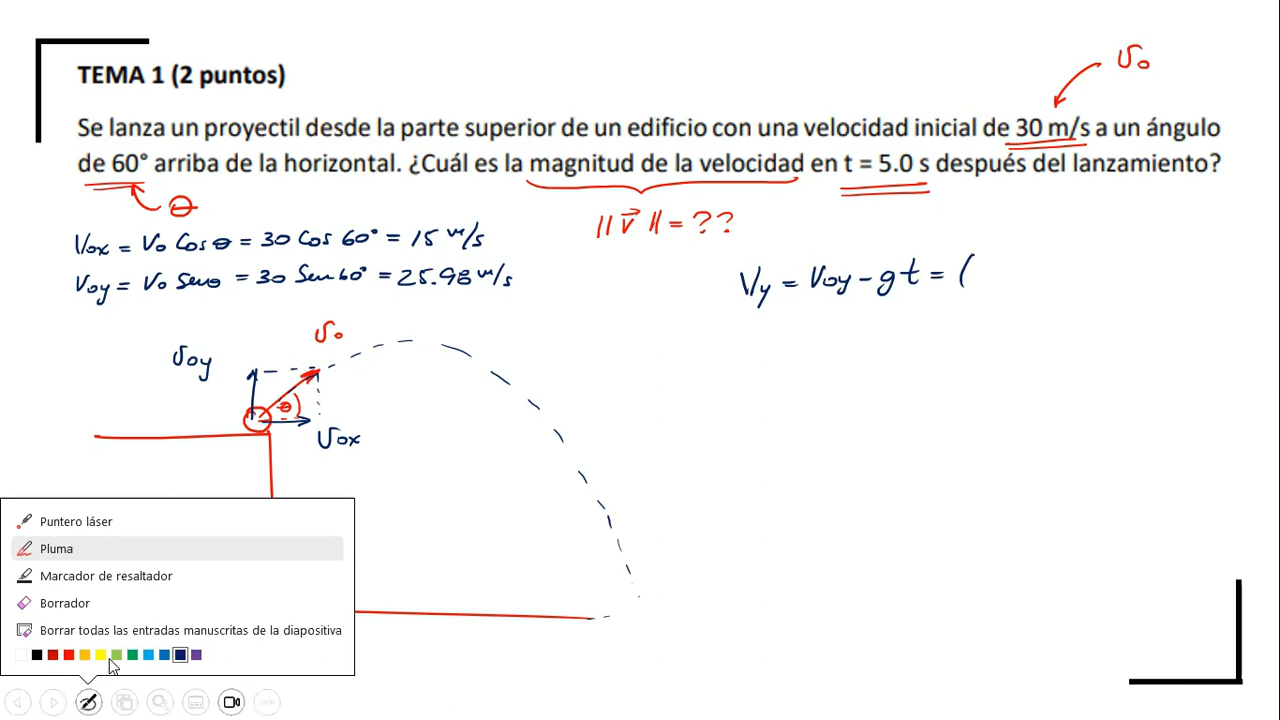 TEMA 1 (2 puntos)
v₀
Se lanza un proyectil desde la parte superior de un edificio con una velocidad inicial de 30 m/s a un ángulo
de 60° arriba de la horizontal. ¿Cuál es la magnitud de la velocidad en t = 5.0 s después del lanzamiento?
θ
|| v⃗ || = ??
Vox = Vo Cos θ = 30 Cos 60° = 15 m/s
Voy = Vo Senθ = 30 Sen 60° = 25.98 m/s
Vy = Voy - gt = (
v₀
voy
θ
vox
Puntero láser
Pluma
Marcador de resaltador
Borrador
Borrar todas las entradas manuscritas de la diapositiva